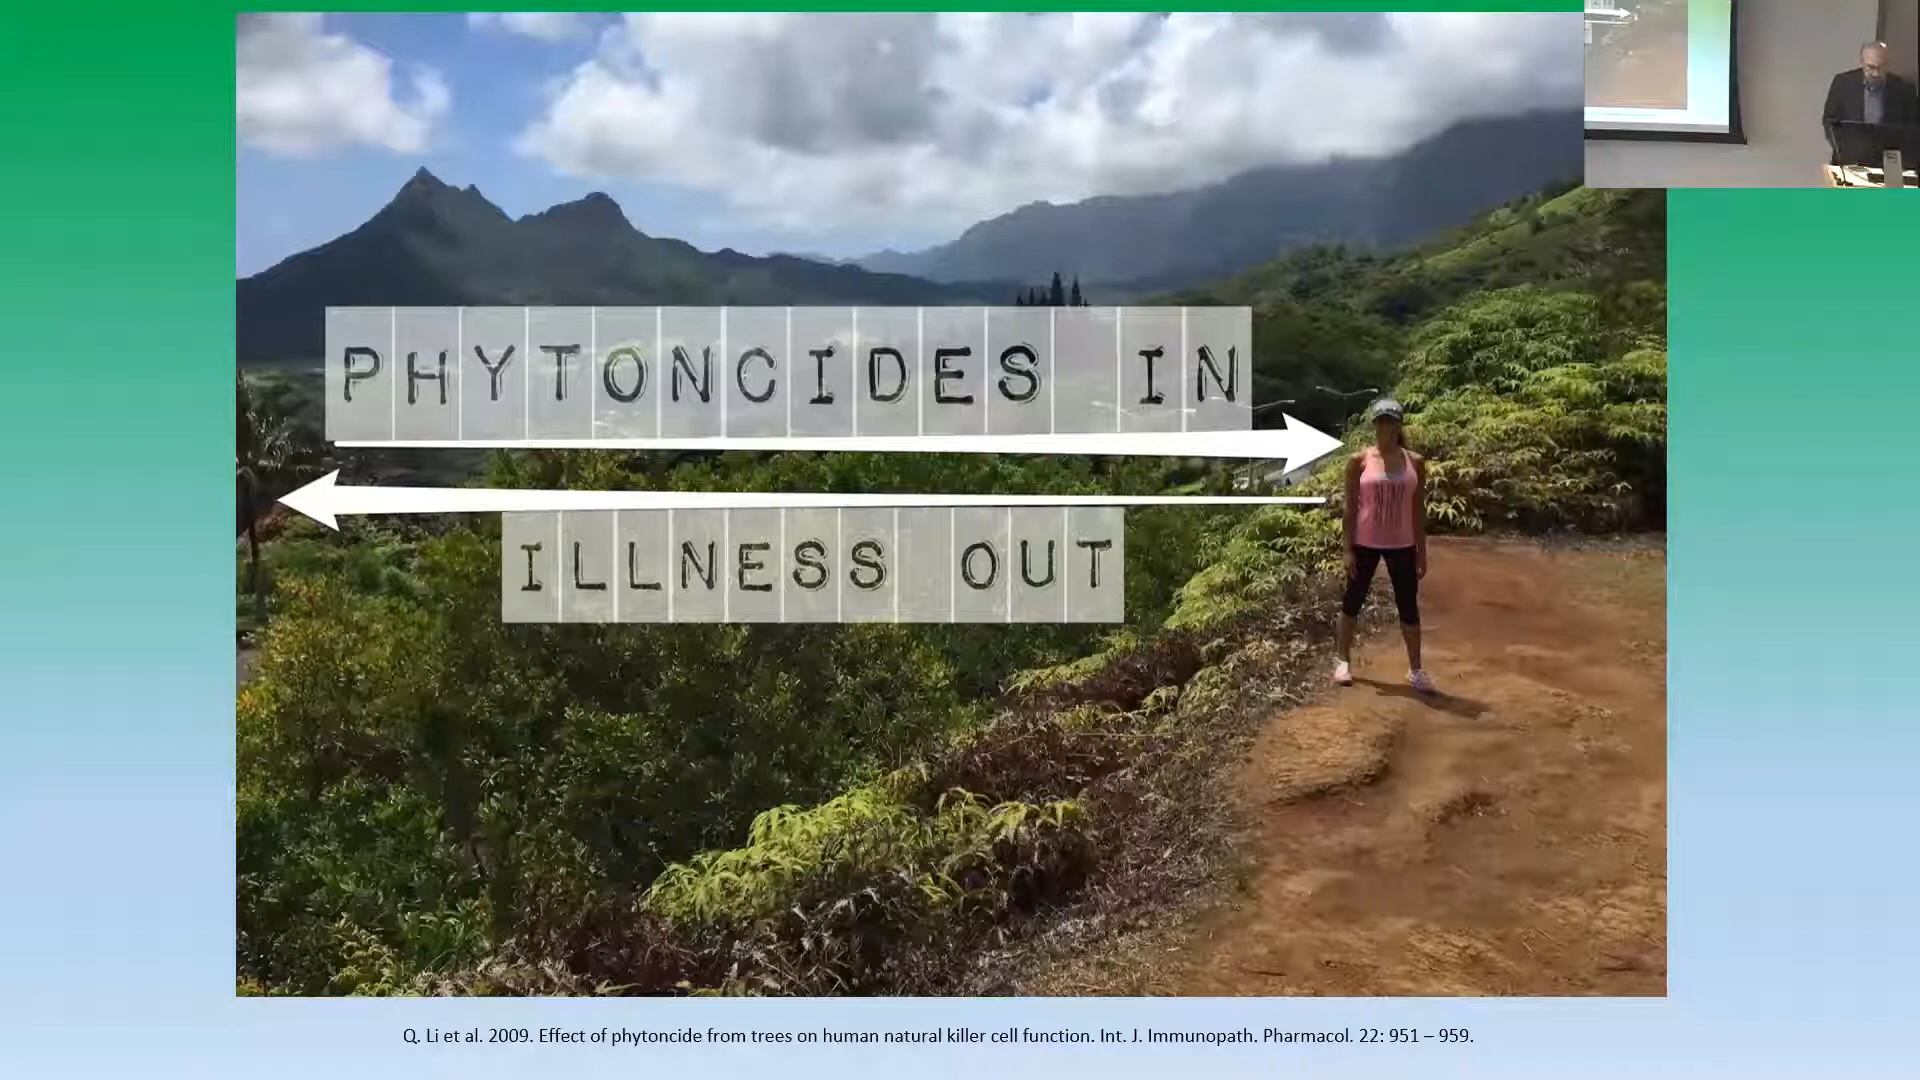 PHYTONCIDES IN
ILLNESS OUT
Q. Li et al. 2009. Effect of phytoncide from trees on human natural killer cell function. Int. J. Immunopath. Pharmacol. 22: 951 – 959.